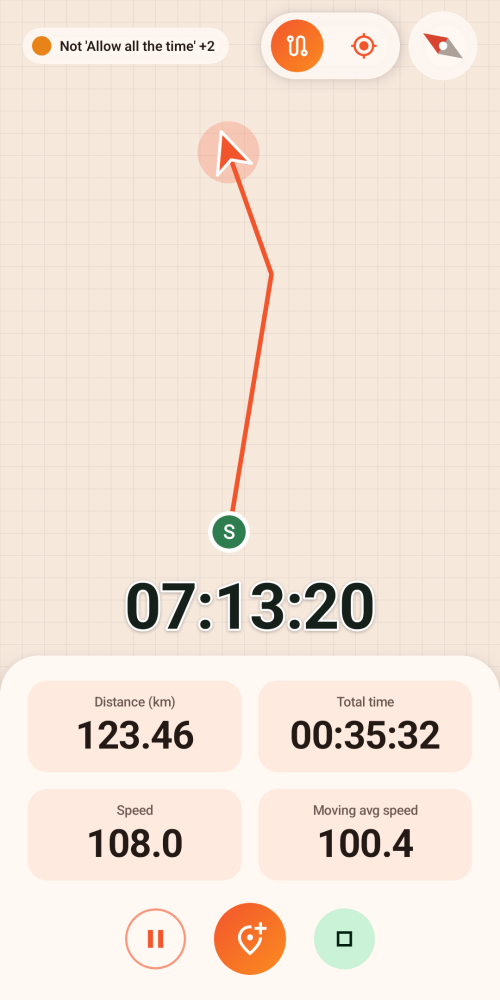 Not 'Allow all the time' +2
S
07:13:20
Distance (km)
123.46
Total time
00:35:32
Speed
108.0
Moving avg speed
100.4